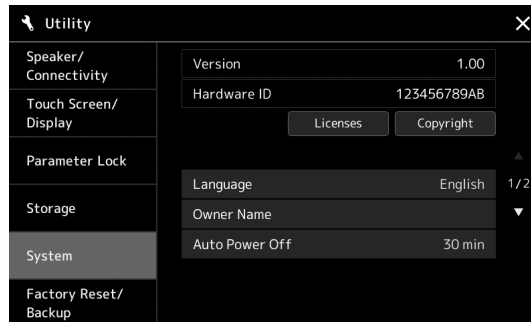 Utility
Speaker/
Connectivity
Touch Screen/
Display
Parameter Lock
Storage
System
Factory Reset/
Backup
Version 1.00
Hardware ID 123456789AB
Licenses Copyright
Language English
Owner Name
Auto Power Off 30 min
1/2